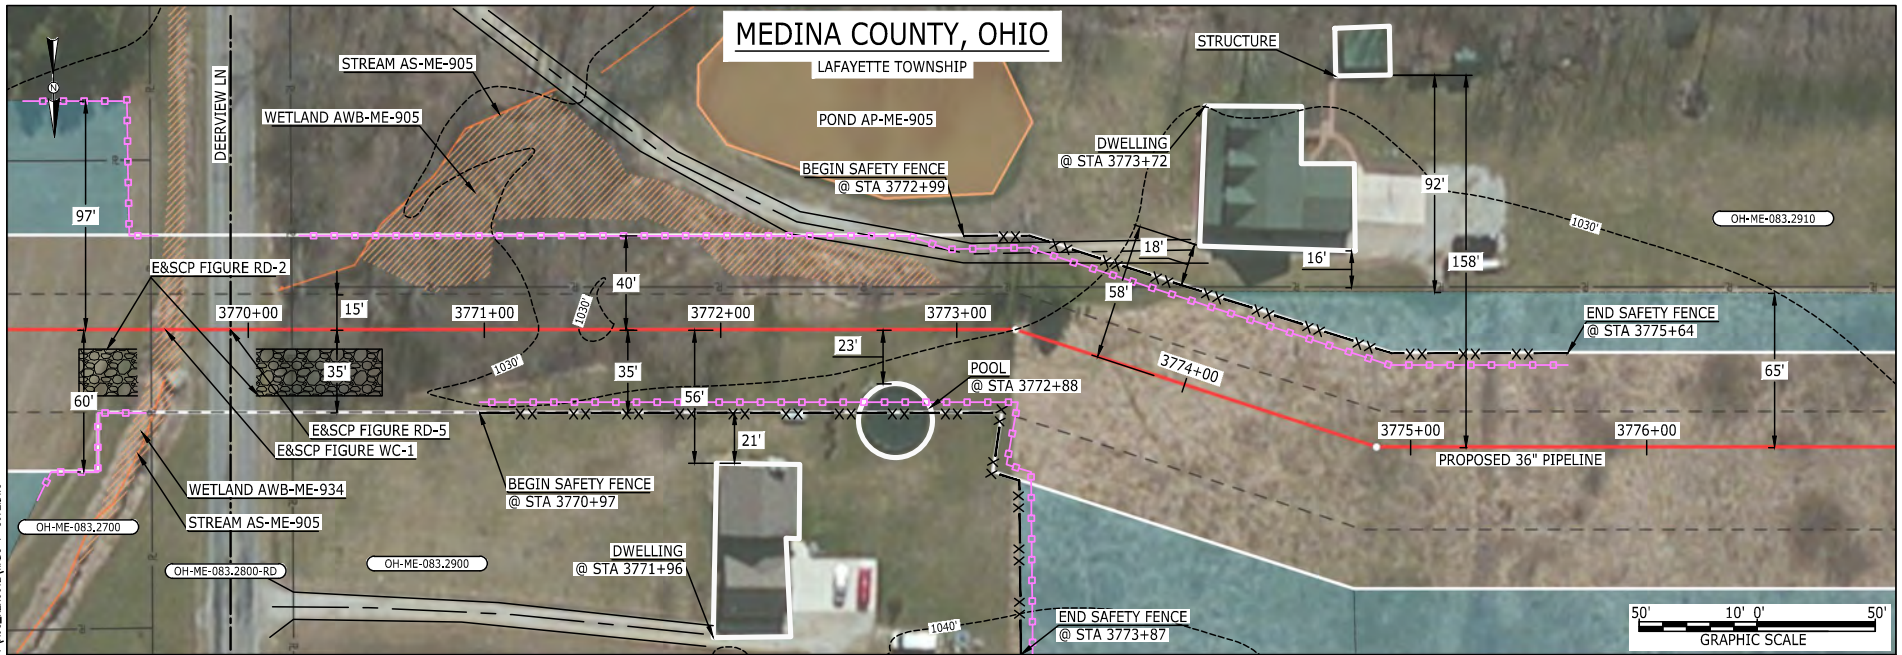 MEDINA COUNTY, OHIO
LAFAYETTE TOWNSHIP
N
DEERVIEW LN
STREAM AS-ME-905
WETLAND AWB-ME-905
POND AP-ME-905
STRUCTURE
DWELLING
@ STA 3773+72
BEGIN SAFETY FENCE
@ STA 3772+99
OH-ME-083.2910
1030'
97'
92'
158'
18'
16'
58'
40'
15'
E&SCP FIGURE RD-2
3770+00
3771+00
3772+00
3773+00
3774+00
3775+00
3776+00
1030'
1030'
END SAFETY FENCE
@ STA 3775+64
65'
23'
35'
35'
56'
60'
21'
POOL
@ STA 3772+88
E&SCP FIGURE RD-5
E&SCP FIGURE WC-1
PROPOSED 36" PIPELINE
WETLAND AWB-ME-934
STREAM AS-ME-905
BEGIN SAFETY FENCE
@ STA 3770+97
OH-ME-083.2700
OH-ME-083.2800-RD
OH-ME-083.2900
DWELLING
@ STA 3771+96
1040'
END SAFETY FENCE
@ STA 3773+87
50' 10' 0' 50'
GRAPHIC SCALE